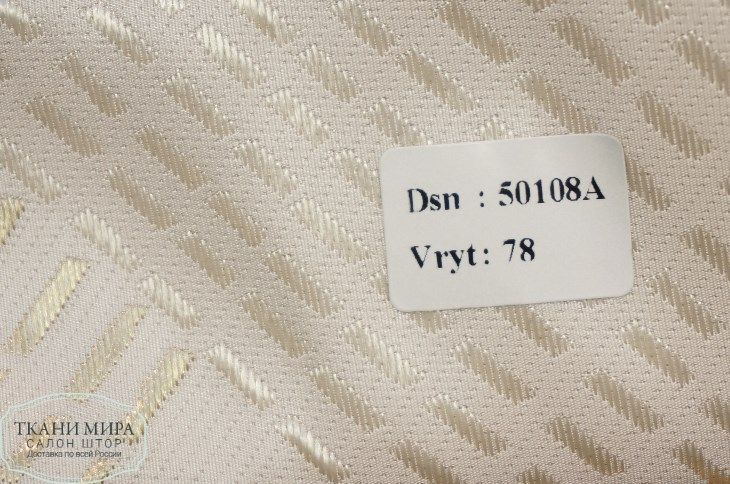 Dsn : 50108A
Vryt: 78
ТКАНИ МИРА
САЛОН ШТОР
Доставка по всей России